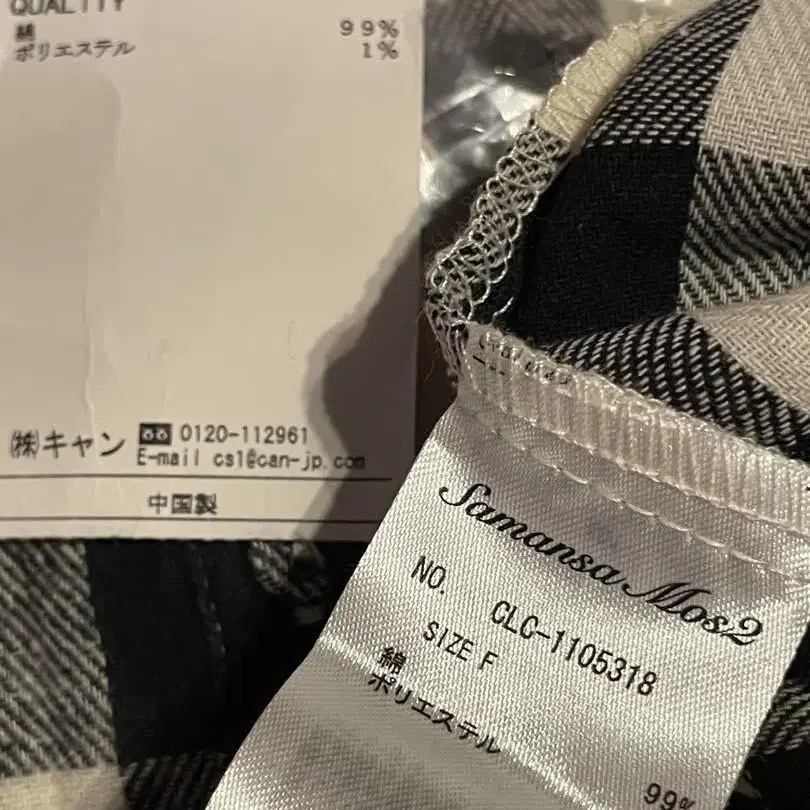 QUALITY
綿 99%
ポリエステル 1%
㈱キャン 0120-112961
E-mail cs1@can-jp.com
中国製
Samansa Mos2
NO. CLC-1105318
SIZE F
綿 99%
ポリエステル